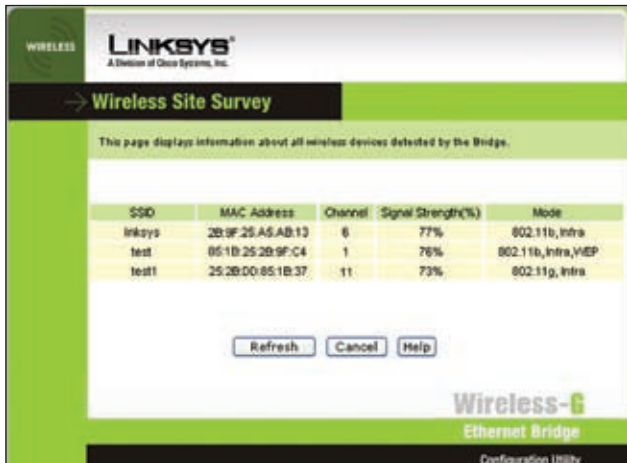 WIRELESS
LINKSYS®
A Division of Cisco Systems, Inc.
Wireless Site Survey
This page displays information about all wireless devices detected by the Bridge.
SSID MAC Address Channel Signal Strength(%) Mode
linksys 2B:9F:25:A5:AB:13 6 77% 802.11b, Infra
test 85:1B:25:2B:9F:C4 1 76% 802.11b, Infra, WEP
test1 25:2B:DD:85:1B:37 11 73% 802.11g, Infra
Refresh Cancel Help
Wireless-G
Ethernet Bridge
Configuration Utility